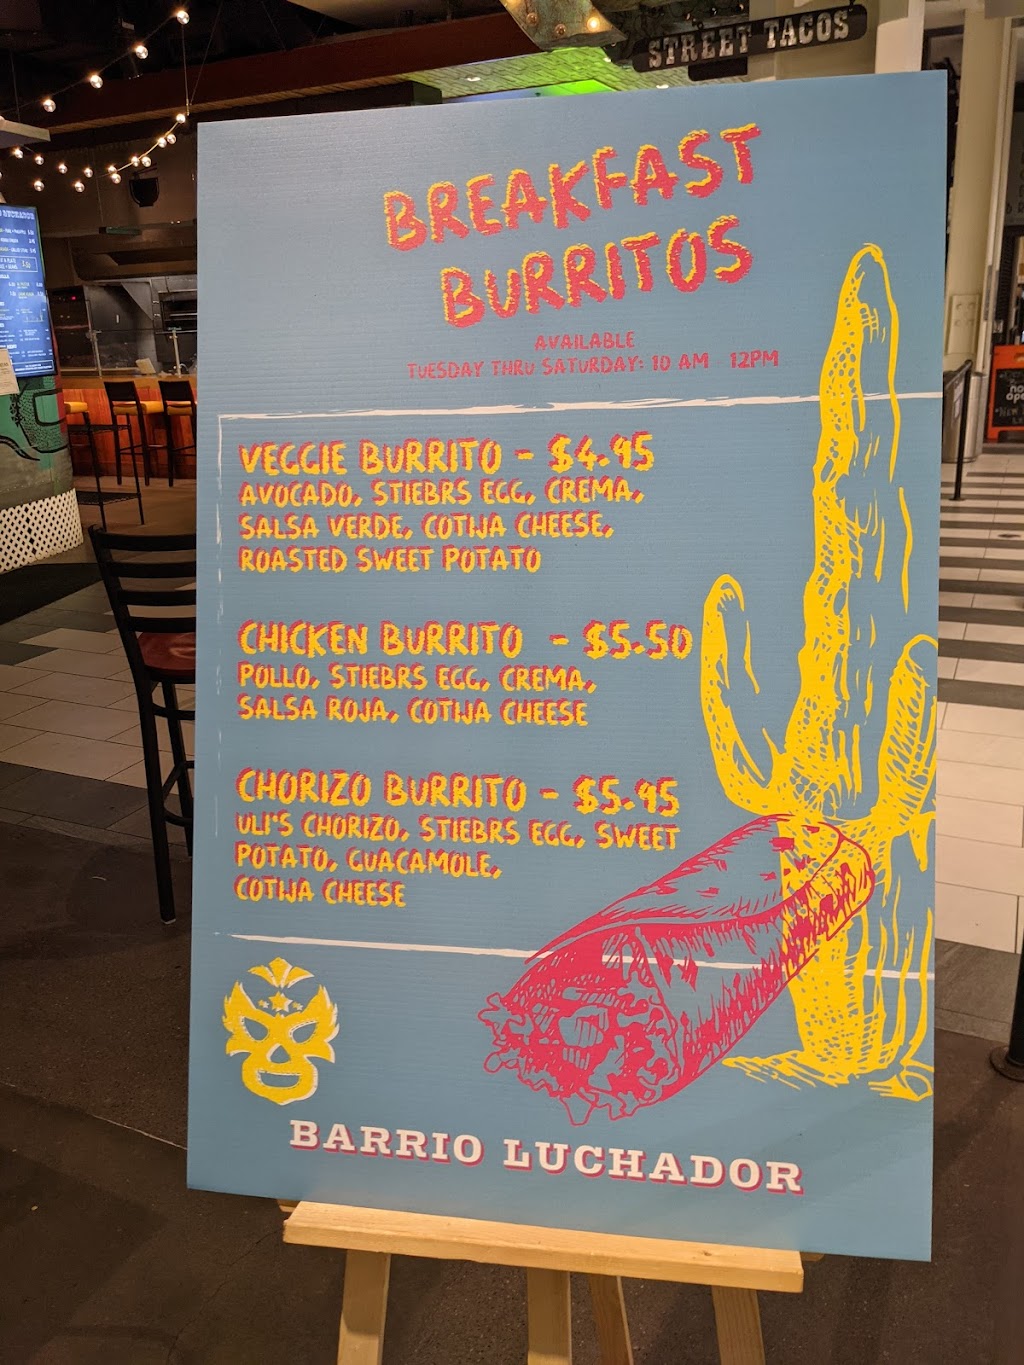 STREET TACOS
BREAKFAST
BURRITOS
AVAILABLE
TUESDAY THRU SATURDAY: 10 AM 12PM
VEGGIE BURRITO - $4.95
AVOCADO, STIEBRS EGG, CREMA,
SALSA VERDE, COTIJA CHEESE,
ROASTED SWEET POTATO
CHICKEN BURRITO - $5.50
POLLO, STIEBRS EGG, CREMA,
SALSA ROJA, COTIJA CHEESE
CHORIZO BURRITO - $5.95
ULI'S CHORIZO, STIEBRS EGG, SWEET
POTATO, GUACAMOLE,
COTIJA CHEESE
BARRIO LUCHADOR